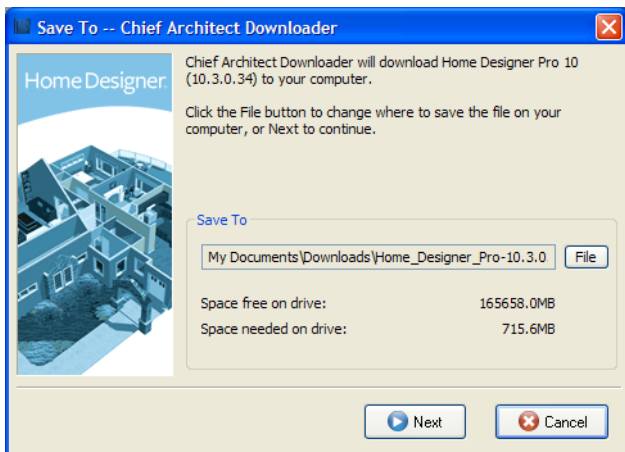 Save To -- Chief Architect Downloader
Home Designer.
Chief Architect Downloader will download Home Designer Pro 10
(10.3.0.34) to your computer.
Click the File button to change where to save the file on your
computer, or Next to continue.
Save To
My Documents\Downloads\Home_Designer_Pro-10.3.0
File
Space free on drive: 165658.0MB
Space needed on drive: 715.6MB
Next
Cancel